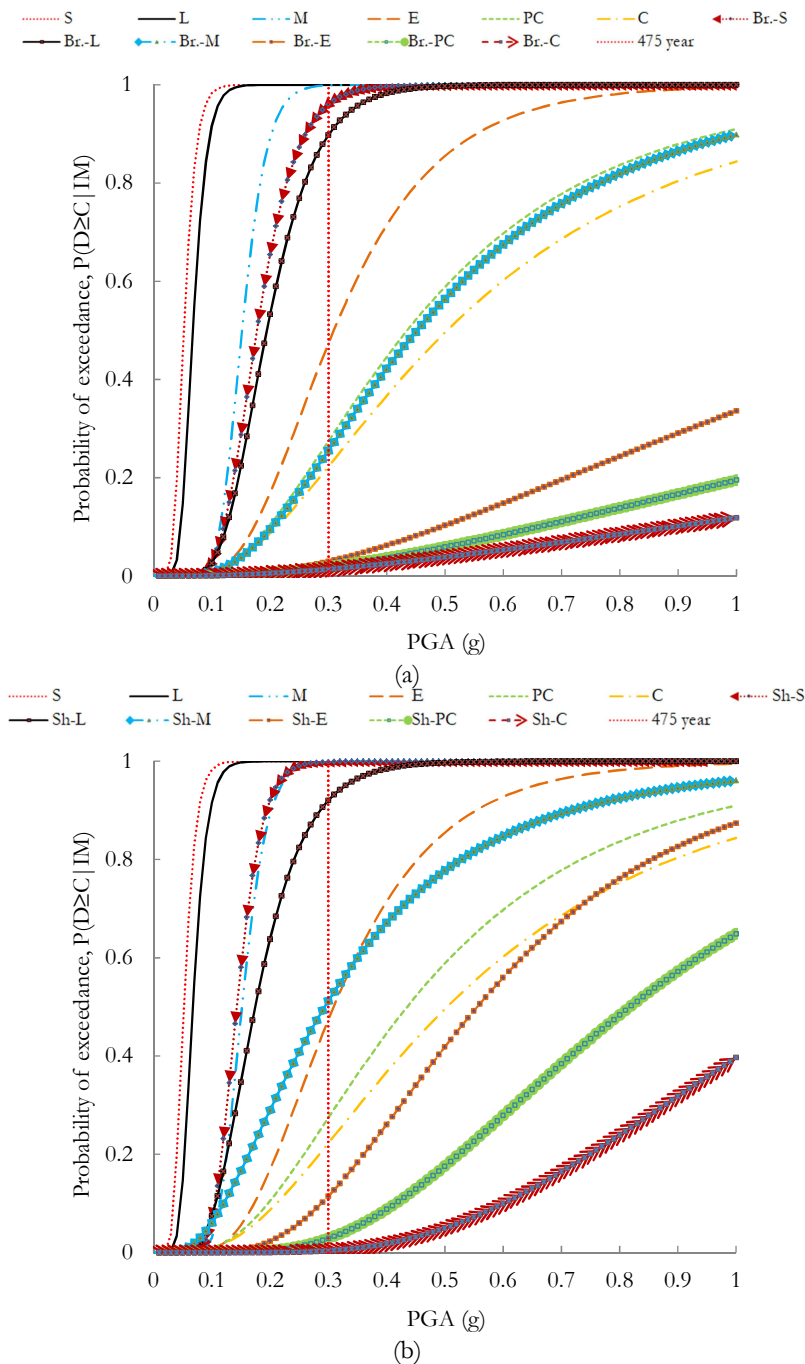 S L M E PC C Br.-S
Br.-L Br.-M Br.-E Br.-PC Br.-C 475 year
Probability of exceedance, P(D≥C|IM)
1
0.8
0.6
0.4
0.2
0
0 0.1 0.2 0.3 0.4 0.5 0.6 0.7 0.8 0.9 1
PGA (g)
(a)
S L M E PC C Sh-S
Sh-L Sh-M Sh-E Sh-PC Sh-C 475 year
Probability of exceedance, P(D≥C|IM)
1
0.8
0.6
0.4
0.2
0
0 0.1 0.2 0.3 0.4 0.5 0.6 0.7 0.8 0.9 1
PGA (g)
(b)